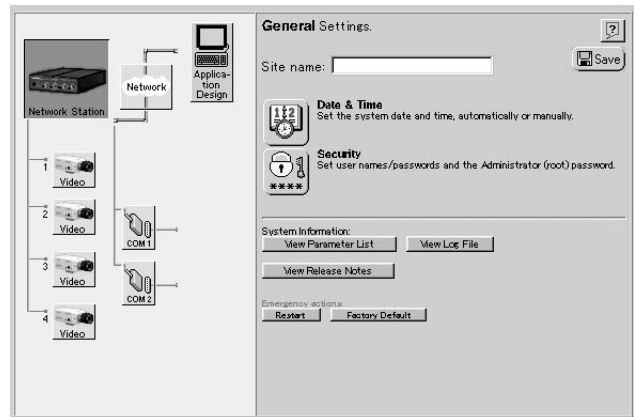 Network Station
Network
Applica-
tion
Design
1
Video
2
Video
3
Video
4
Video
COM 1
COM 2
General Settings.
?
Site name:
Save
Date & Time
Set the system date and time, automatically or manually.
Security
Set user names/passwords and the Administrator (root) password.
****
System Information:
View Parameter List
View Log File
View Release Notes
Emergency actions:
Restart
Factory Default